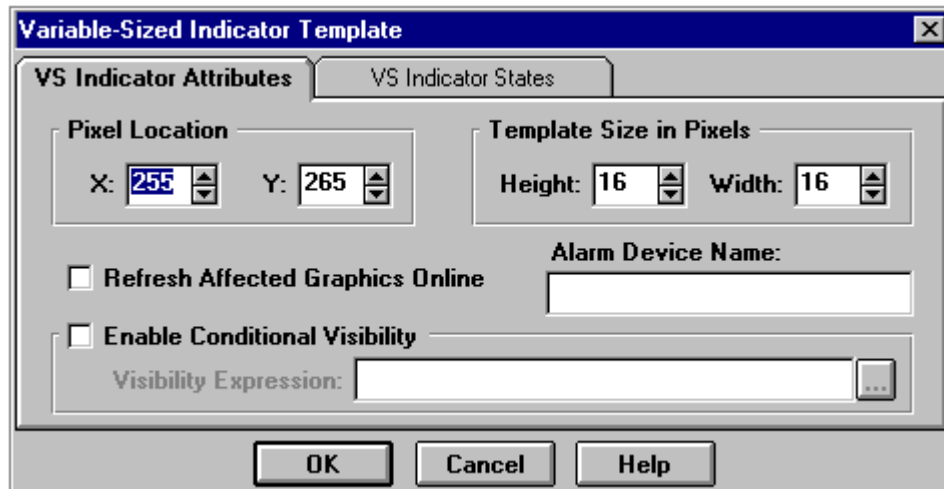 Variable-Sized Indicator Template
VS Indicator Attributes VS Indicator States
Pixel Location Template Size in Pixels
X: 255 Y: 265 Height: 16 Width: 16
Alarm Device Name:
Refresh Affected Graphics Online
Enable Conditional Visibility
Visibility Expression: ...
OK Cancel Help